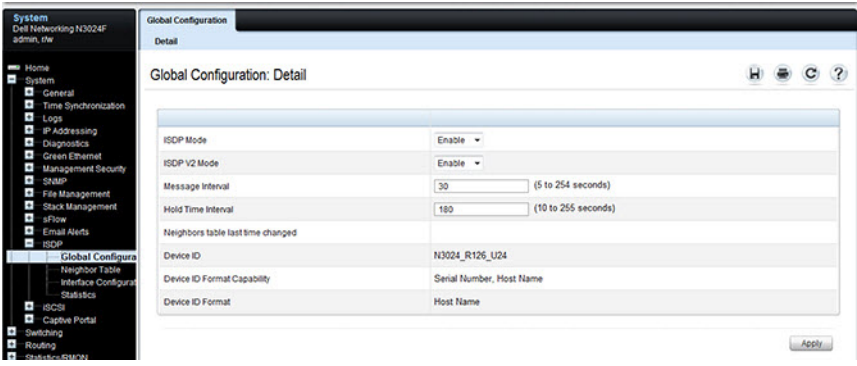 System
Dell Networking N3024F
admin, r/w
Home
System
General
Time Synchronization
Logs
IP Addressing
Diagnostics
Green Ethernet
Management Security
SNMP
File Management
Stack Management
sFlow
Email Alerts
ISDP
Global Configura
Neighbor Table
Interface Configurat
Statistics
iSCSI
Captive Portal
Switching
Routing
Statistics/RMON
Global Configuration
Detail
Global Configuration: Detail
ISDP Mode Enable
ISDP V2 Mode Enable
Message Interval 30 (5 to 254 seconds)
Hold Time Interval 180 (10 to 255 seconds)
Neighbors table last time changed
Device ID N3024_R126_U24
Device ID Format Capability Serial Number, Host Name
Device ID Format Host Name
Apply